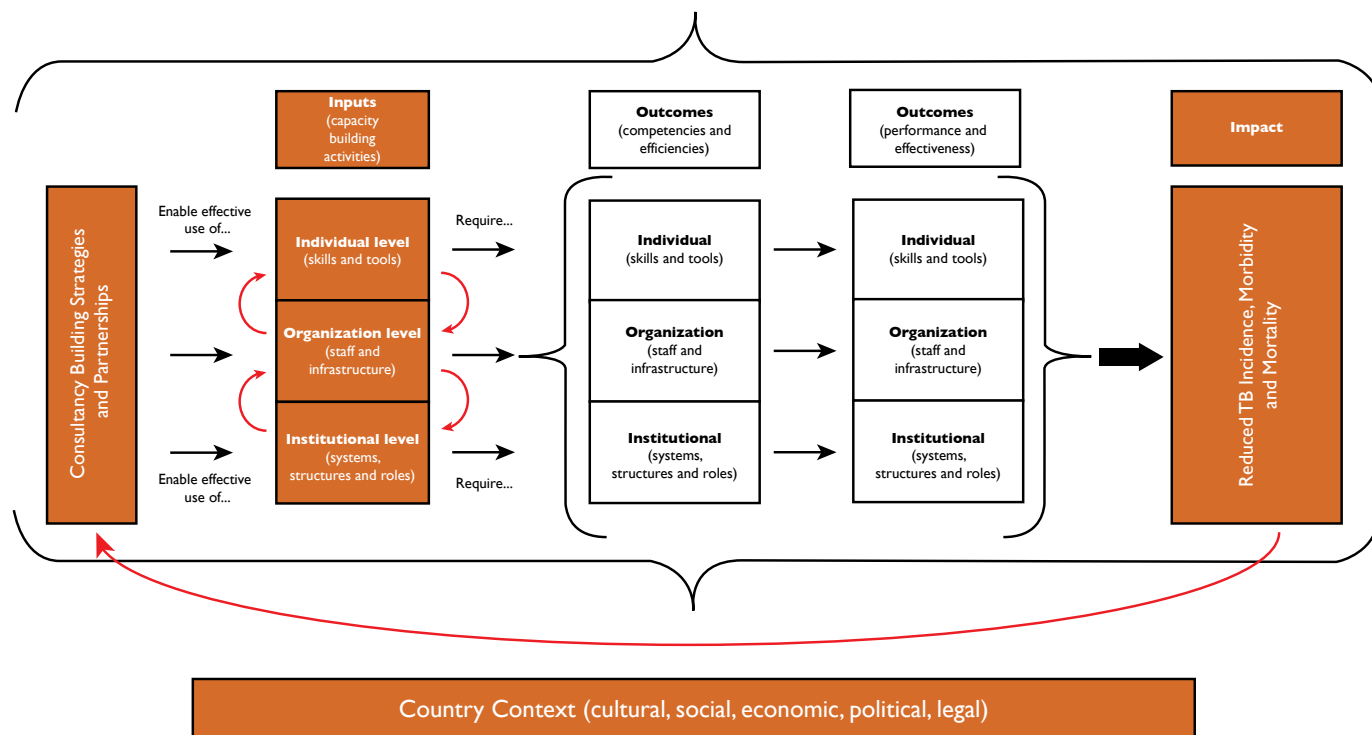 Inputs
(capacity
building
activities)
Outcomes
(competencies and
efficiencies)
Outcomes
(performance and
effectiveness)
Impact
Consultancy Building Strategies
and Partnerships
Enable effective
use of...
Enable effective
use of...
Individual level
(skills and tools)
Organization level
(staff and
infrastructure)
Institutional level
(systems,
structures and roles)
Require...
Require...
Individual
(skills and tools)
Organization
(staff and
infrastructure)
Institutional
(systems,
structures and roles)
Individual
(skills and tools)
Organization
(staff and
infrastructure)
Institutional
(systems,
structures and roles)
Reduced TB Incidence, Morbidity
and Mortality
Country Context (cultural, social, economic, political, legal)